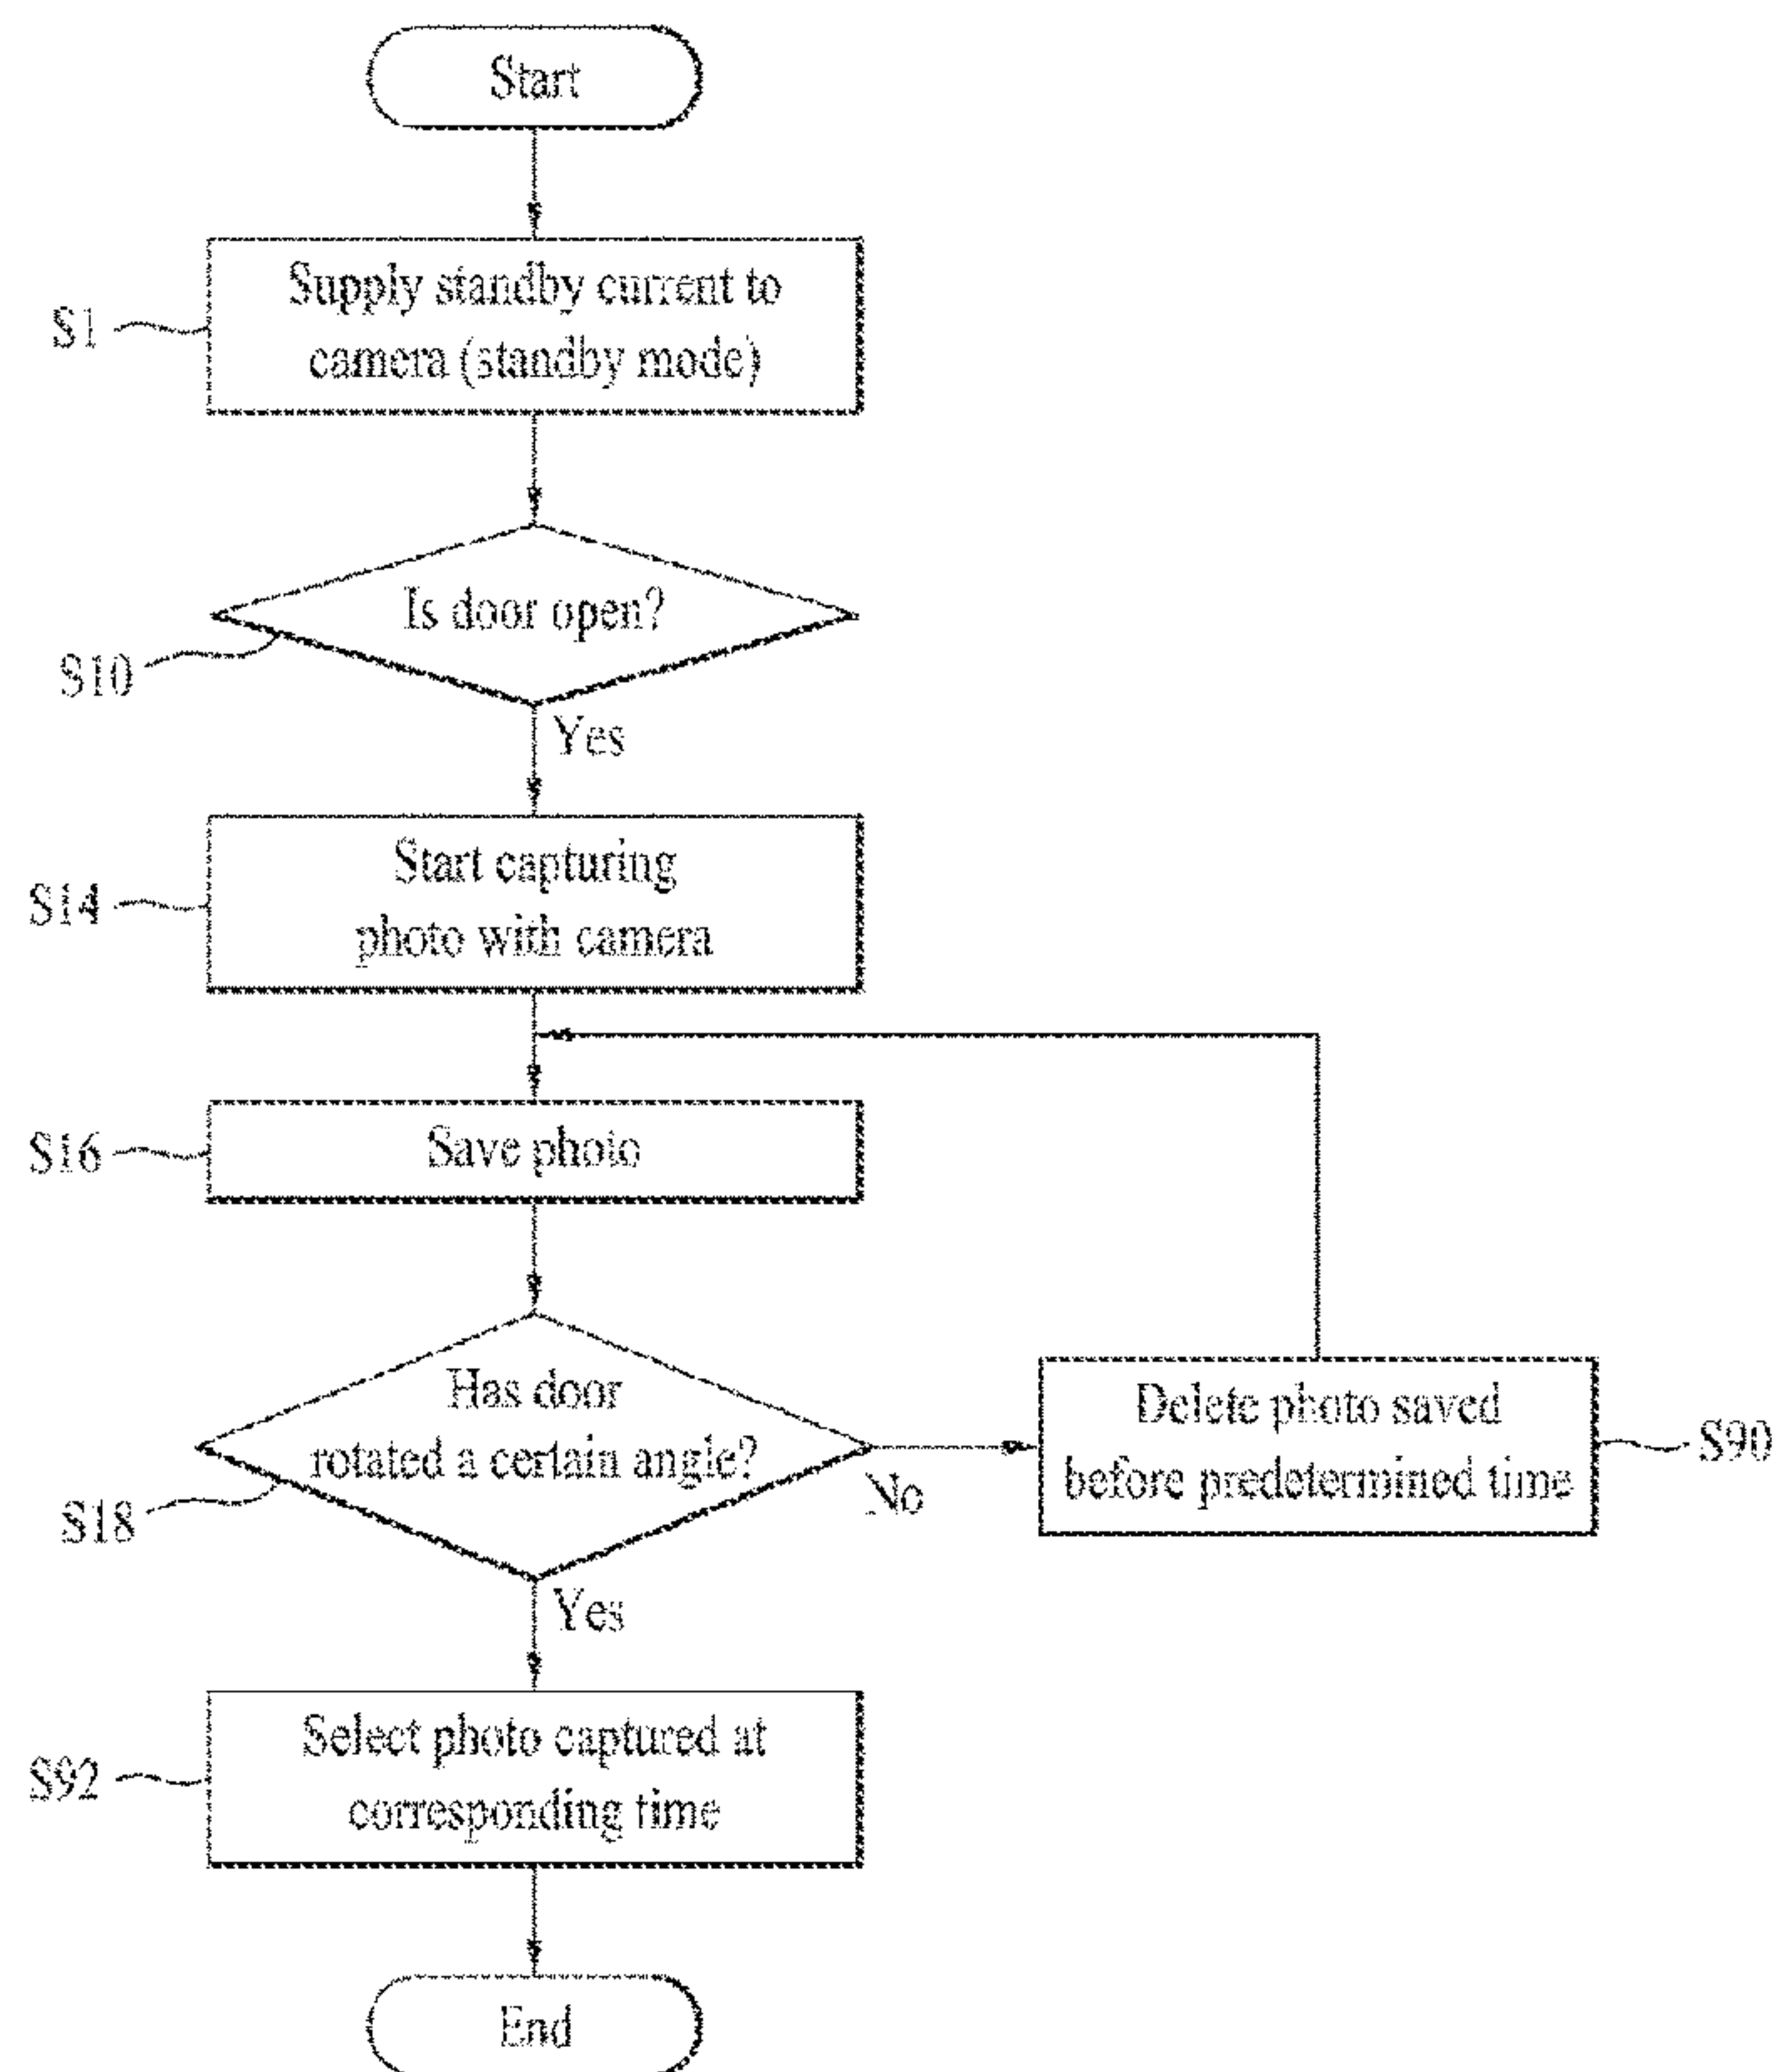 Start
S1
Supply standby current to
camera (standby mode)
Is door open?
S10
Yes
S14
Start capturing
photo with camera
S16
Save photo
Has door
rotated a certain angle?
S18
No
Delete photo saved
before predetermined time
S90
Yes
S92
Select photo captured at
corresponding time
End